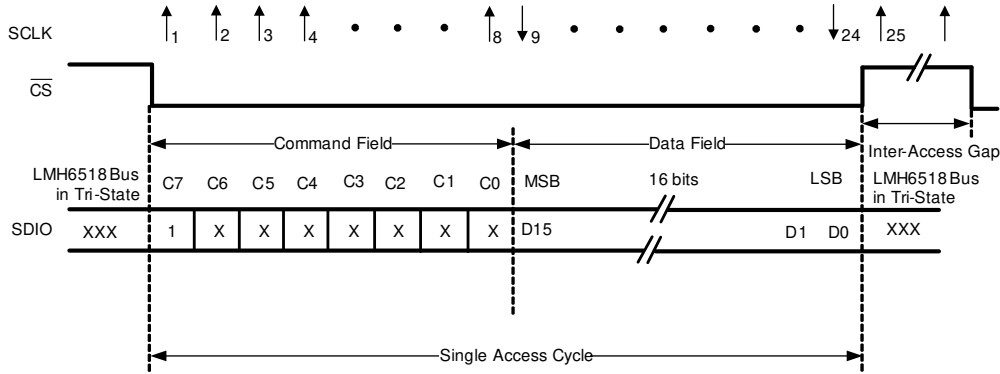 SCLK 1 2 3 4 8 9 24 25
CS
Command Field Data Field
Inter-Access Gap
LMH6518 Bus
in Tri-State
C7 C6 C5 C4 C3 C2 C1 C0 MSB 16 bits LSB
LMH6518 Bus
in Tri-State
SDIO XXX 1 X X X X X X X D15 D1 D0 XXX
Single Access Cycle